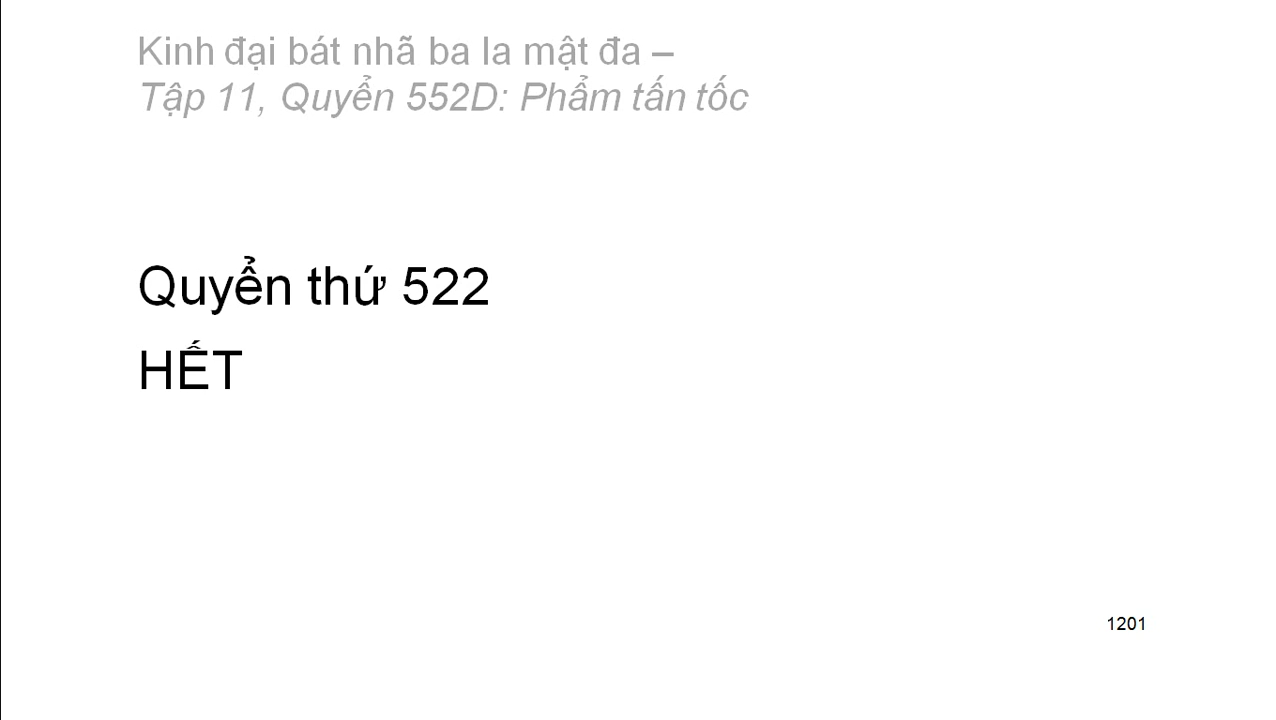 Kinh đại bát nhã ba la mật đa –
Tập 11, Quyển 552D: Phẩm tấn tốc
Quyển thứ 522
HẾT
1201